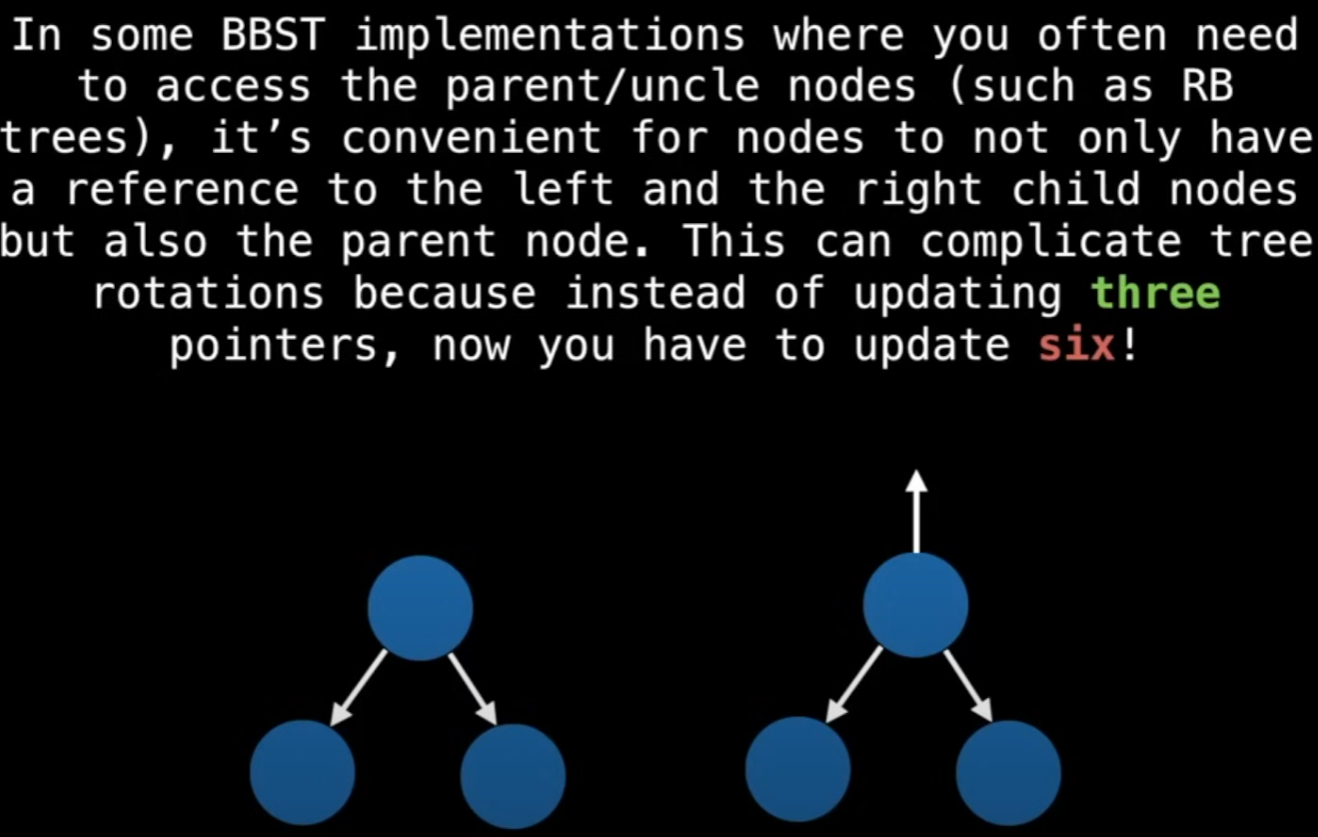 In some BBST implementations where you often need
to access the parent/uncle nodes (such as RB
trees), it’s convenient for nodes to not only have
a reference to the left and the right child nodes
but also the parent node. This can complicate tree
rotations because instead of updating three
pointers, now you have to update six!